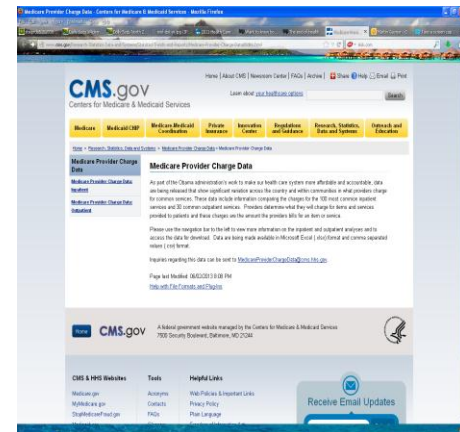 Medicare Provider Charge Data - Centers for Medicare & Medicaid Services - Mozilla Firefox
Home | About CMS | Newsroom Center | FAQs | Archive | Share Help Email Print
CMS.gov
Centers for Medicare & Medicaid Services
Learn about your healthcare options
Search
Medicare
Medicaid/CHIP
Medicare-Medicaid Coordination
Private Insurance
Innovation Center
Regulations and Guidance
Research, Statistics, Data and Systems
Outreach and Education
Medicare Provider Charge
Data
Medicare Provider Charge Data:
Inpatient
Medicare Provider Charge Data:
Outpatient
Medicare Provider Charge Data
As part of the Obama administration's work to make our health care system more affordable and accountable, data
are being released that show significant variation across the country and within communities in what providers charge
for common services. These data include information comparing the charges for the 100 most common inpatient
services and 30 common outpatient services. Providers determine what they will charge for items and services
provided to patients and these charges are the amount the providers bills for an item or service.
Please use the navigation bar to the left to view more information on the inpatient and outpatient analyses and to
access the data for download. Data are being made available in Microsoft Excel (.xlsx) format and comma separated
values (.csv) format.
Inquiries regarding this data can be sent to MedicareProviderChargeData@cms.hhs.gov.
Help with File Formats and Plug-Ins
Home
CMS.gov
A federal government website managed by the Centers for Medicare & Medicaid Services
7500 Security Boulevard, Baltimore, MD 21244
CMS & HHS Websites
Medicare.gov
MyMedicare.gov
StopMedicareFraud.gov
Tools
Acronyms
Contacts
FAQs
Helpful Links
Web Policies & Important Links
Privacy Policy
Plain Language
Receive Email Updates